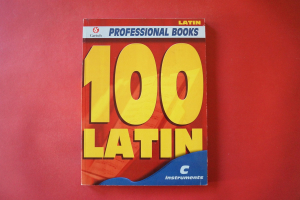 LATIN
PROFESSIONAL BOOKS
100
LATIN
C
instruments